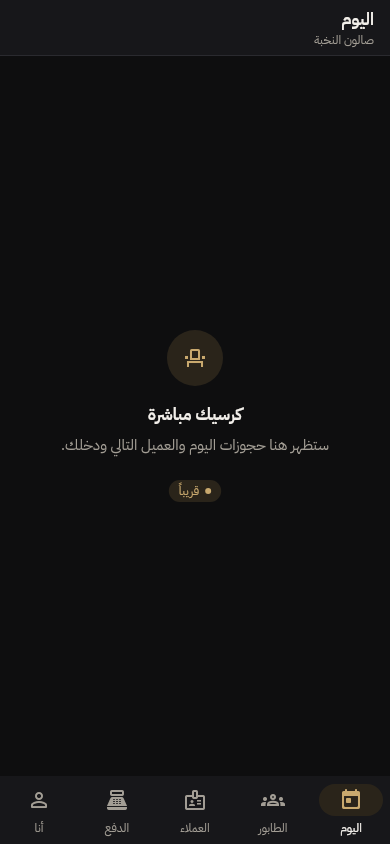 اليوم
صالون النخبة
كرسيك مباشرة
ستظهر هنا حجوزات اليوم والعميل التالي ودخلك.
قريباً
اليوم
الطابور
العملاء
الدفع
أنا